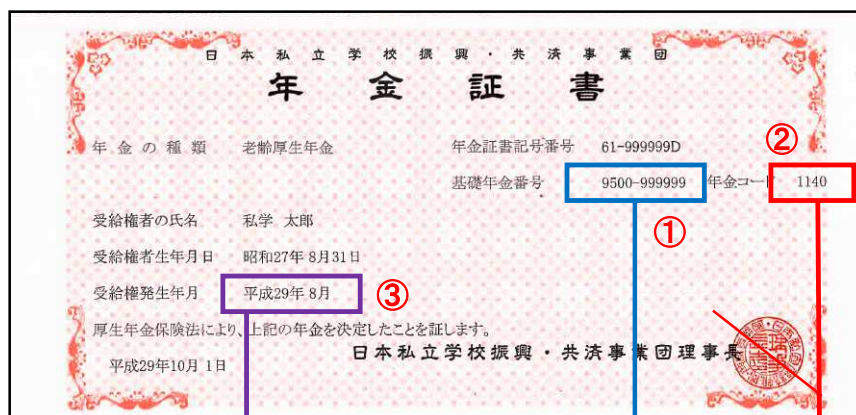 日本私立学校振興・共済事業団
年金証書
年金の種類 老齢厚生年金
年金証書記号番号 61-999999D
②
基礎年金番号 9500-999999 年金コード 1140
受給権者の氏名 私学 太郎
①
受給権者生年月日 昭和27年8月31日
受給権発生年月 平成29年8月
③
厚生年金保険法により、上記の年金を決定したことを証します。
日本私立学校振興・共済事業団理事長
平成29年10月1日